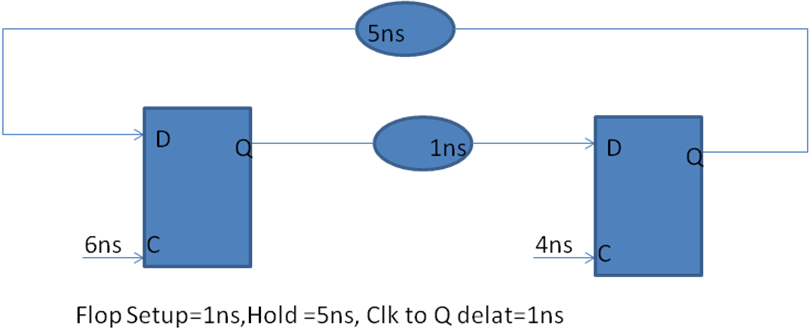 5ns
D
Q
1ns
D
Q
6ns
C
4ns
C
Flop Setup=1ns,Hold =5ns, Clk to Q delat=1ns